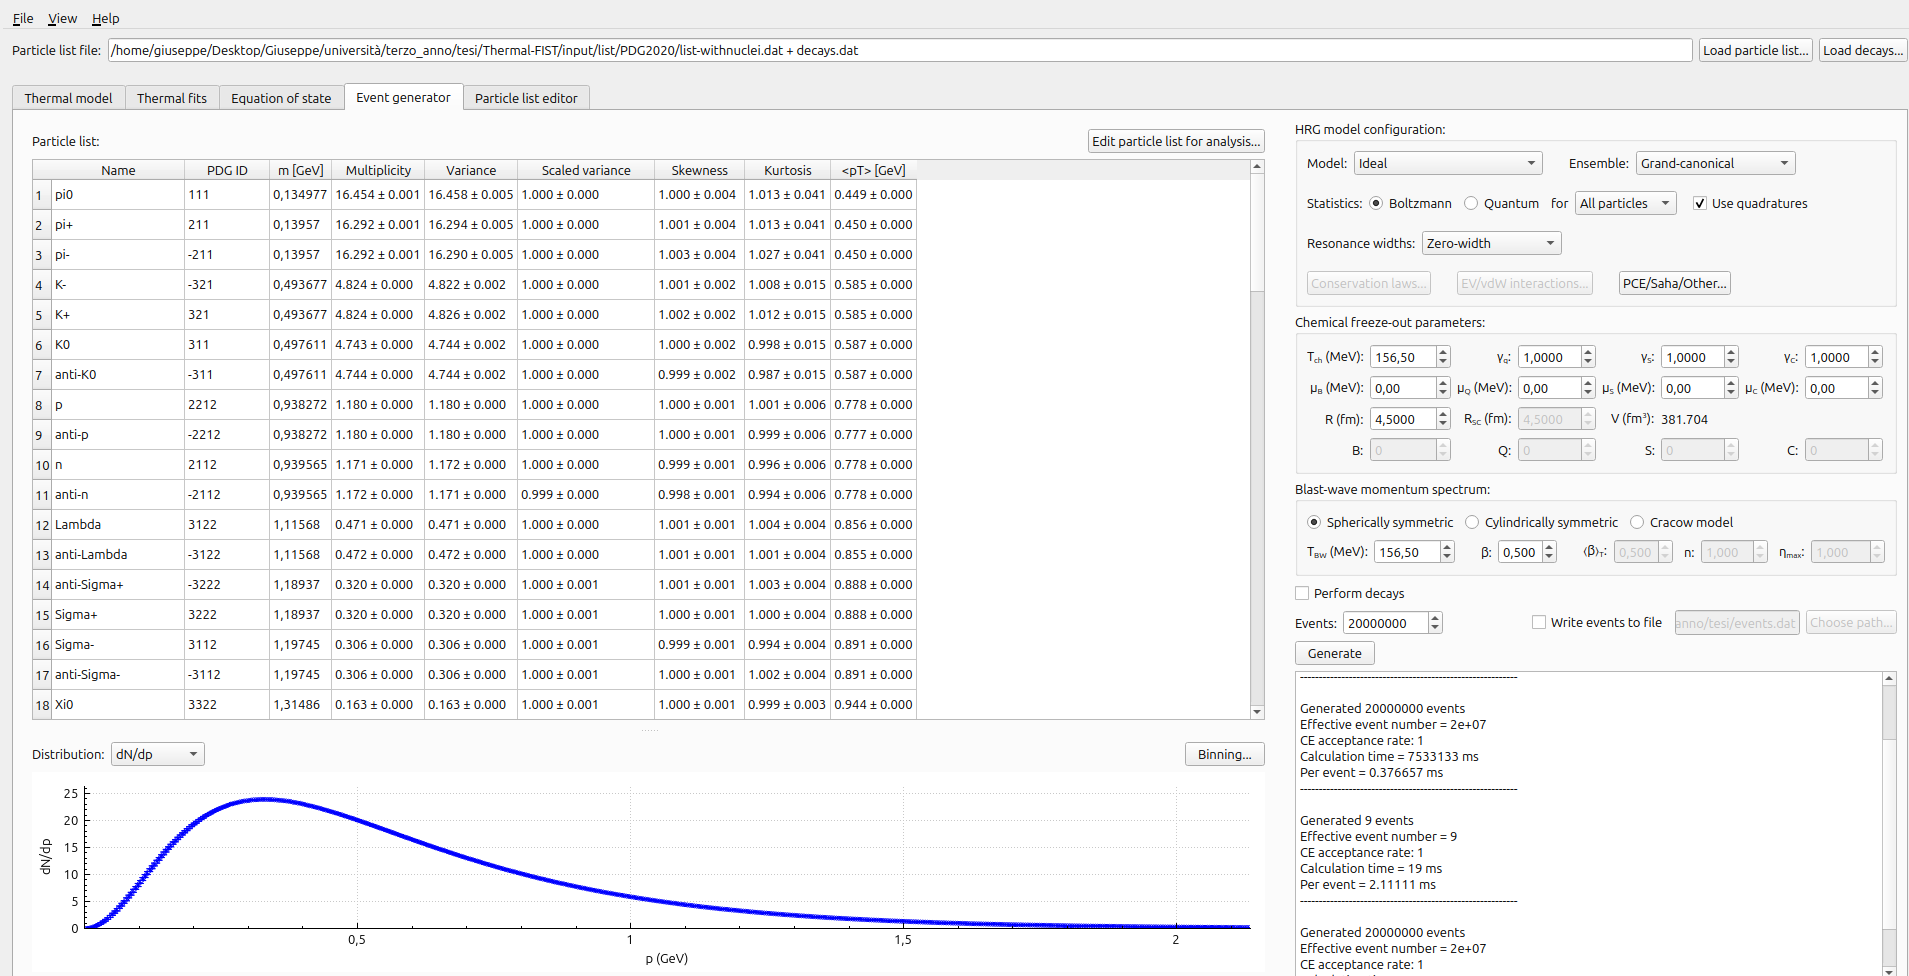 File View Help
Particle list file: /home/giuseppe/Desktop/Giuseppe/università/terzo_anno/tesi/Thermal-FIST/input/list/PDG2020/list-withnuclei.dat + decays.dat Load particle list... Load decays...
Thermal model Thermal fits Equation of state Event generator Particle list editor
Particle list: Edit particle list for analysis...
Name PDG ID m [GeV] Multiplicity Variance Scaled variance Skewness Kurtosis <pT> [GeV]
1 pi0 111 0,134977 16.454 ± 0.001 16.458 ± 0.005 1.000 ± 0.000 1.000 ± 0.004 1.013 ± 0.041 0.449 ± 0.000
2 pi+ 211 0,13957 16.292 ± 0.001 16.294 ± 0.005 1.000 ± 0.000 1.001 ± 0.004 1.013 ± 0.041 0.450 ± 0.000
3 pi- -211 0,13957 16.292 ± 0.001 16.290 ± 0.005 1.000 ± 0.000 1.003 ± 0.004 1.027 ± 0.041 0.450 ± 0.000
4 K- -321 0,493677 4.824 ± 0.000 4.822 ± 0.002 1.000 ± 0.000 1.001 ± 0.002 1.008 ± 0.015 0.585 ± 0.000
5 K+ 321 0,493677 4.824 ± 0.000 4.826 ± 0.002 1.000 ± 0.000 1.002 ± 0.002 1.012 ± 0.015 0.585 ± 0.000
6 K0 311 0,497611 4.743 ± 0.000 4.744 ± 0.002 1.000 ± 0.000 1.000 ± 0.002 0.998 ± 0.015 0.587 ± 0.000
7 anti-K0 -311 0,497611 4.744 ± 0.000 4.744 ± 0.002 1.000 ± 0.000 0.999 ± 0.002 0.987 ± 0.015 0.587 ± 0.000
8 p 2212 0,938272 1.180 ± 0.000 1.180 ± 0.000 1.000 ± 0.000 1.000 ± 0.001 1.001 ± 0.006 0.778 ± 0.000
9 anti-p -2212 0,938272 1.180 ± 0.000 1.180 ± 0.000 1.000 ± 0.000 1.000 ± 0.001 0.999 ± 0.006 0.777 ± 0.000
10 n 2112 0,939565 1.171 ± 0.000 1.172 ± 0.000 1.000 ± 0.000 0.999 ± 0.001 0.996 ± 0.006 0.778 ± 0.000
11 anti-n -2112 0,939565 1.172 ± 0.000 1.171 ± 0.000 0.999 ± 0.000 0.998 ± 0.001 0.994 ± 0.006 0.778 ± 0.000
12 Lambda 3122 1,11568 0.471 ± 0.000 0.471 ± 0.000 1.000 ± 0.000 1.001 ± 0.001 1.004 ± 0.004 0.856 ± 0.000
13 anti-Lambda -3122 1,11568 0.472 ± 0.000 0.472 ± 0.000 1.000 ± 0.000 1.001 ± 0.001 1.001 ± 0.004 0.855 ± 0.000
14 anti-Sigma+ -3222 1,18937 0.320 ± 0.000 0.320 ± 0.000 1.000 ± 0.001 1.001 ± 0.001 1.003 ± 0.004 0.888 ± 0.000
15 Sigma+ 3222 1,18937 0.320 ± 0.000 0.320 ± 0.000 1.000 ± 0.001 1.000 ± 0.001 1.000 ± 0.004 0.888 ± 0.000
16 Sigma- 3112 1,19745 0.306 ± 0.000 0.306 ± 0.000 1.000 ± 0.001 0.999 ± 0.001 0.994 ± 0.004 0.891 ± 0.000
17 anti-Sigma- -3112 1,19745 0.306 ± 0.000 0.306 ± 0.000 1.000 ± 0.001 1.000 ± 0.001 1.002 ± 0.004 0.891 ± 0.000
18 Xi0 3322 1,31486 0.163 ± 0.000 0.163 ± 0.000 1.000 ± 0.001 1.000 ± 0.001 0.999 ± 0.003 0.944 ± 0.000
Distribution: dN/dp Binning...
dN/dp
25
20
15
10
5
0
0,5 1 1,5 2
p (GeV)
HRG model configuration:
Model: Ideal Ensemble: Grand-canonical
Statistics: Boltzmann Quantum for All particles Use quadratures
Resonance widths: Zero-width
Conservation laws... EV/vdW interactions... PCE/Saha/Other...
Chemical freeze-out parameters:
Tch (MeV): 156,50 γq: 1,0000 γS: 1,0000 γC: 1,0000
μB (MeV): 0,00 μQ (MeV): 0,00 μS (MeV): 0,00 μC (MeV): 0,00
R (fm): 4,5000 RSC (fm): 4,5000 V (fm³): 381.704
B: 0 Q: 0 S: 0 C: 0
Blast-wave momentum spectrum:
Spherically symmetric Cylindrically symmetric Cracow model
TBW (MeV): 156,50 β: 0,500 ⟨β⟩T: 0,500 n: 1,000 ηmax: 1,000
Perform decays
Events: 20000000 Write events to file anno/tesi/events.dat Choose path...
Generate
----------------------------------------------------------
Generated 20000000 events
Effective event number = 2e+07
CE acceptance rate: 1
Calculation time = 7533133 ms
Per event = 0.376657 ms
----------------------------------------------------------
Generated 9 events
Effective event number = 9
CE acceptance rate: 1
Calculation time = 19 ms
Per event = 2.11111 ms
----------------------------------------------------------
Generated 20000000 events
Effective event number = 2e+07
CE acceptance rate: 1